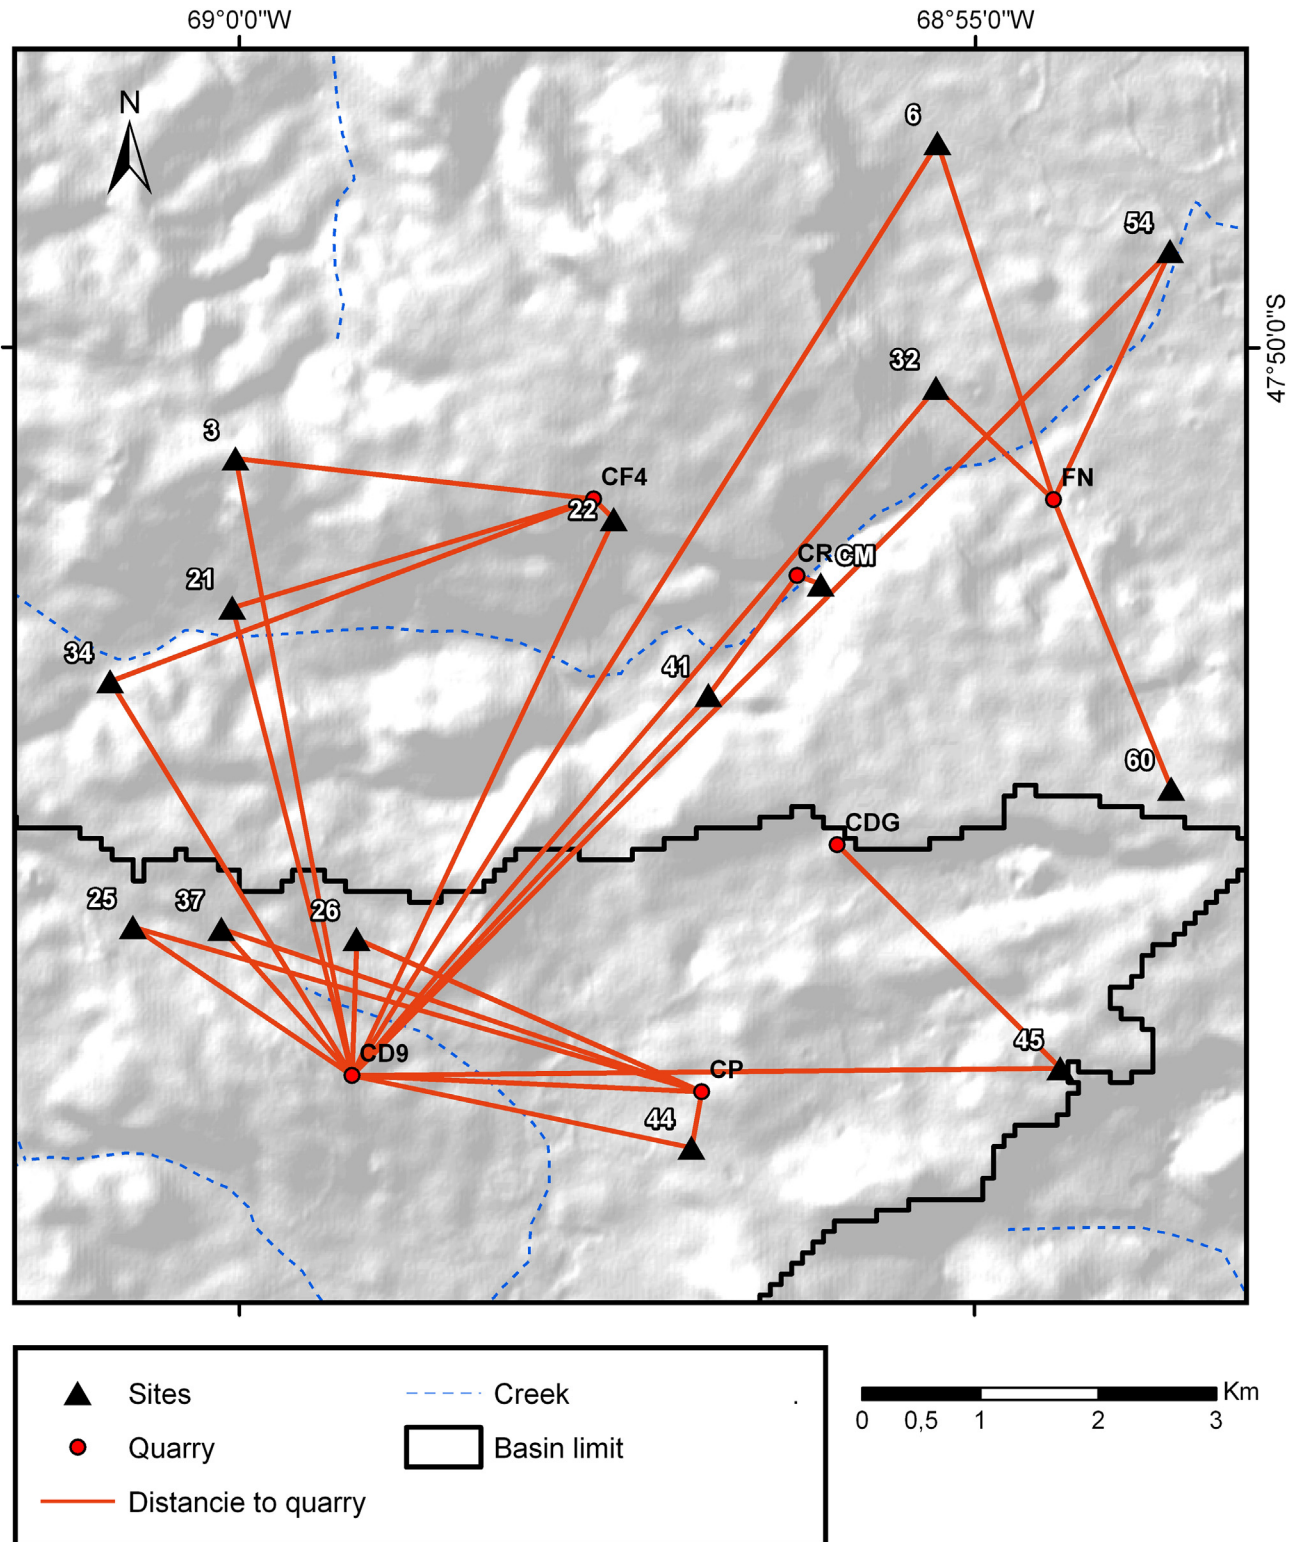 69°0'0"W
68°55'0"W
N
6
54
47°50'0"S
32
3
CF4
FN
22
CR CM
21
34
41
60
CDG
25
37
26
45
CD9
CP
44
Sites
Creek
.
Km
0 0,5 1 2 3
Quarry
Basin limit
Distancie to quarry